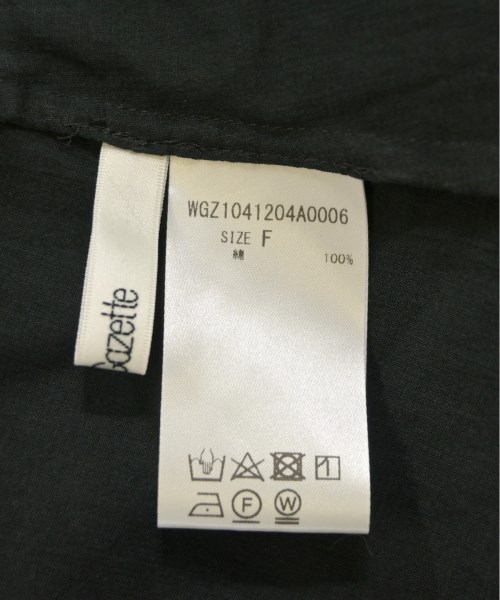 WGZ1041204A0006
SIZE F
綿 100%
Gazette
F W